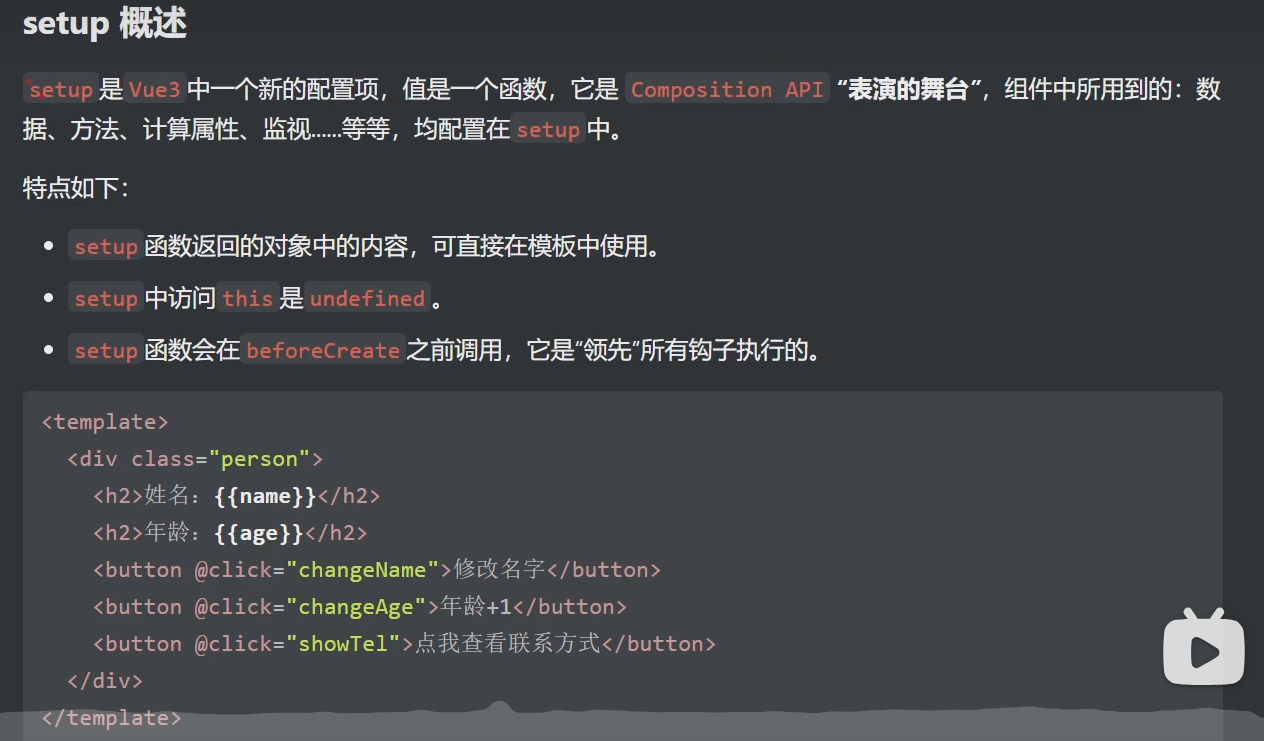 setup 概述
setup是Vue3中一个新的配置项，值是一个函数，它是 Composition API “表演的舞台”，组件中所用到的：数
据、方法、计算属性、监视......等等，均配置在setup中。
特点如下：
setup函数返回的对象中的内容，可直接在模板中使用。
setup中访问this是undefined。
setup函数会在beforeCreate之前调用，它是“领先”所有钩子执行的。
<template>
  <div class="person">
    <h2>姓名：{{name}}</h2>
    <h2>年龄：{{age}}</h2>
    <button @click="changeName">修改名字</button>
    <button @click="changeAge">年龄+1</button>
    <button @click="showTel">点我查看联系方式</button>
  </div>
</template>